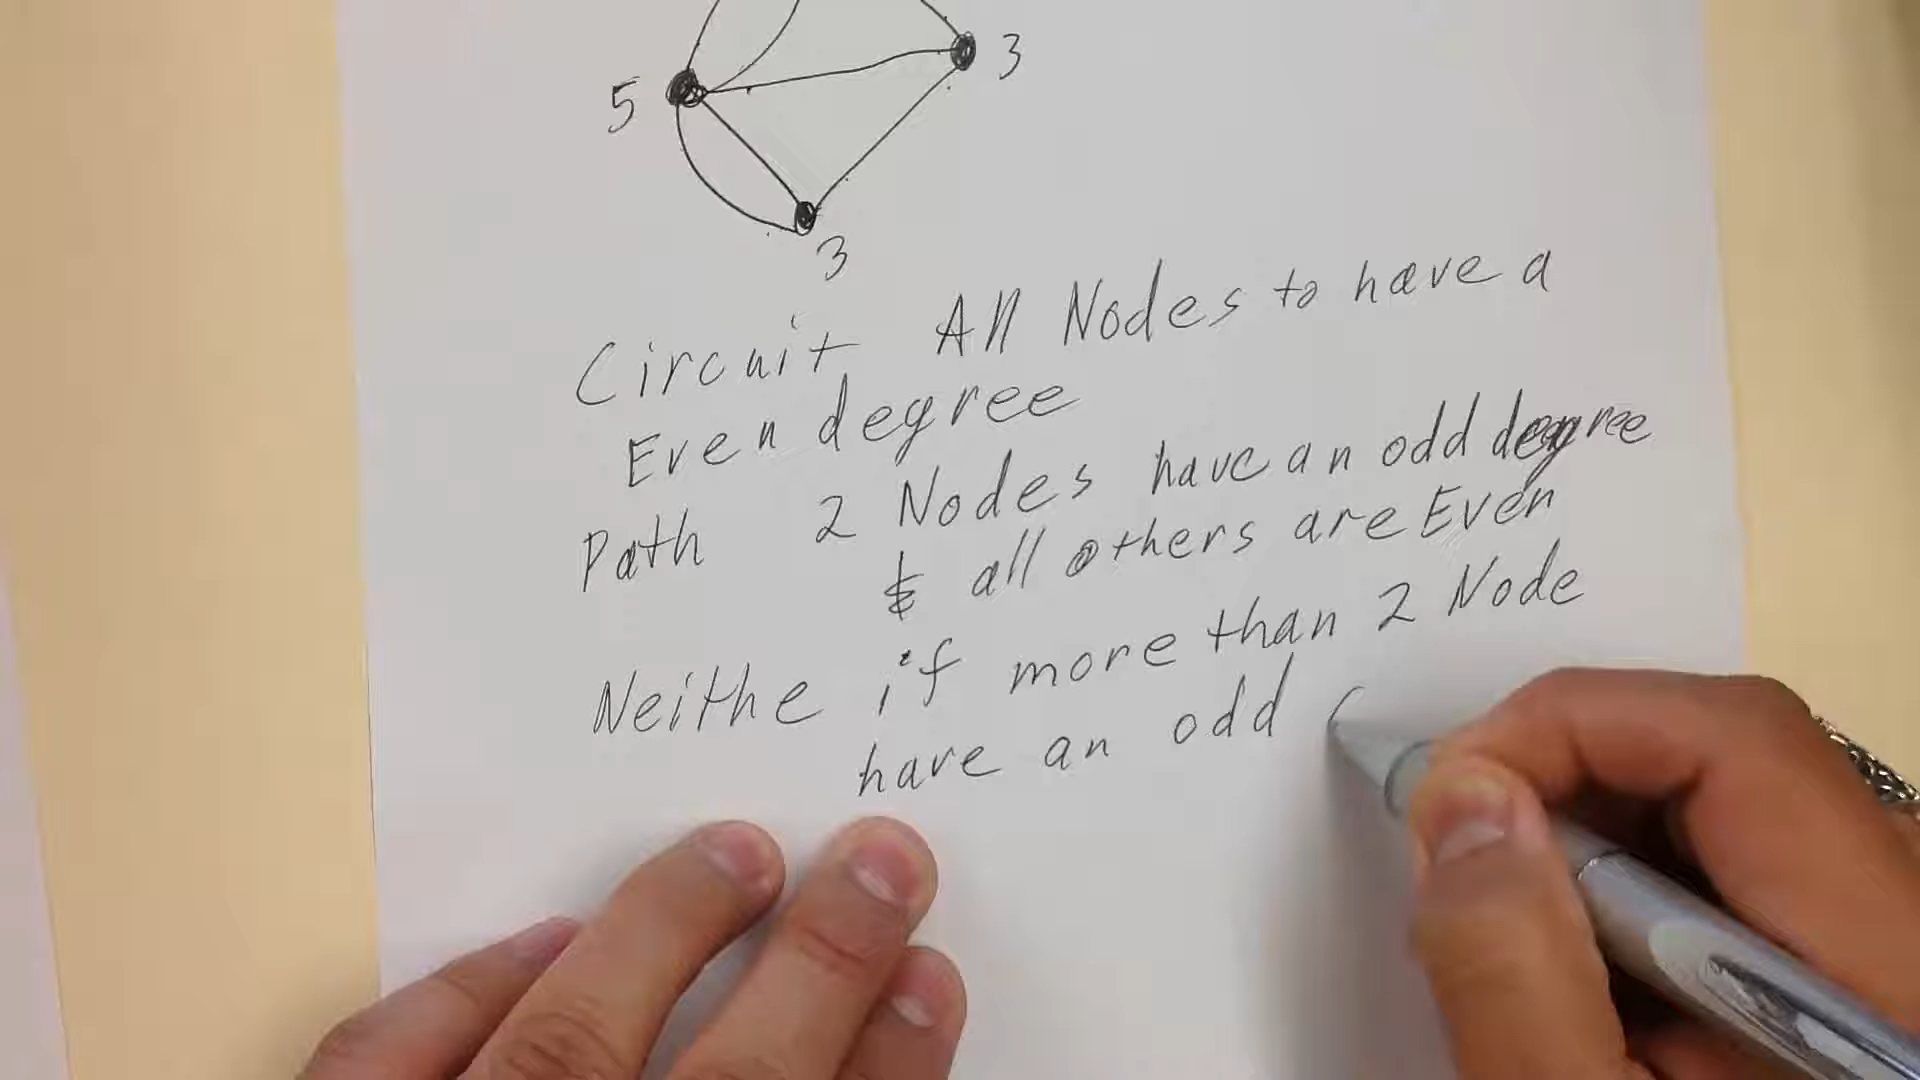 3
5
3
Circuit All Nodes to have a
Even degree
Path 2 Nodes have an odd degree
& all others are Even
Neithe if more than 2 Node
have an odd